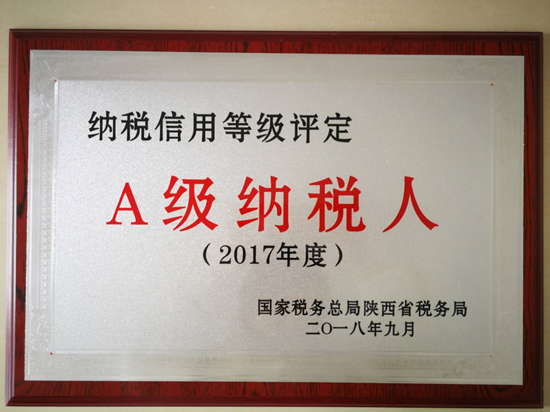 纳税信用等级评定
A级纳税人
（2017年度）
国家税务总局陕西省税务局
二〇一八年九月